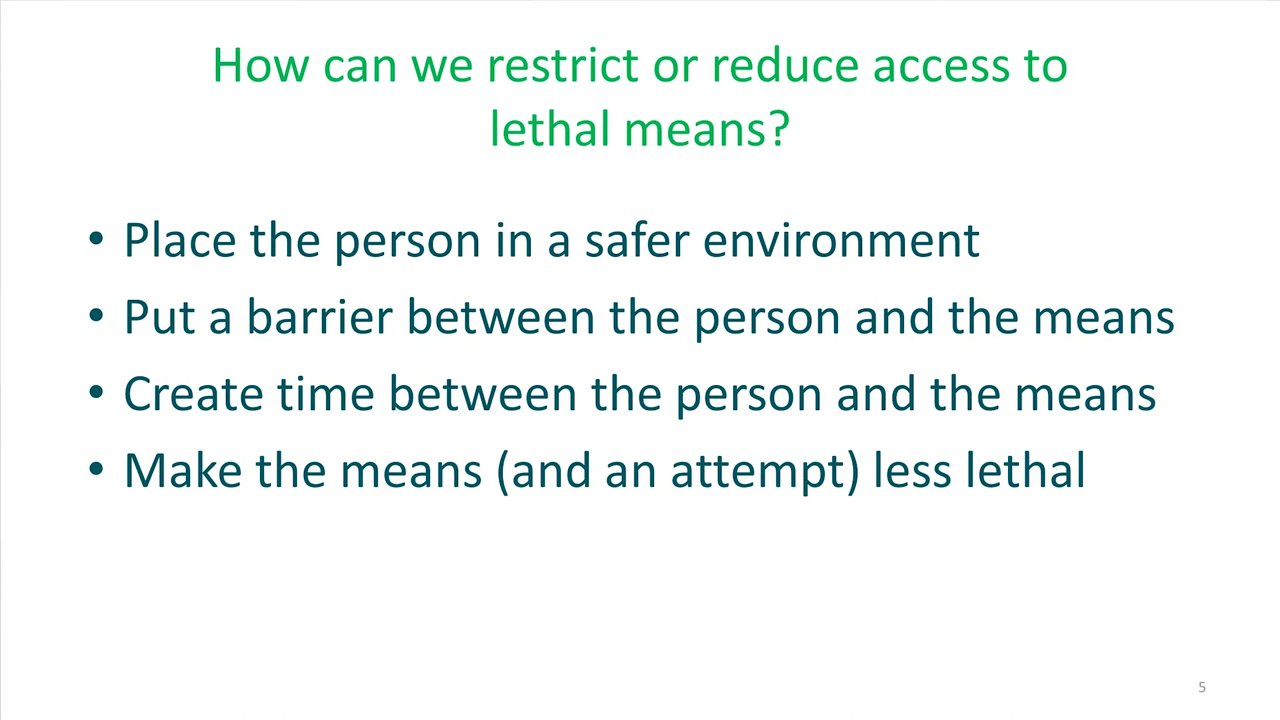 How can we restrict or reduce access to
lethal means?
• Place the person in a safer environment
• Put a barrier between the person and the means
• Create time between the person and the means
• Make the means (and an attempt) less lethal
5